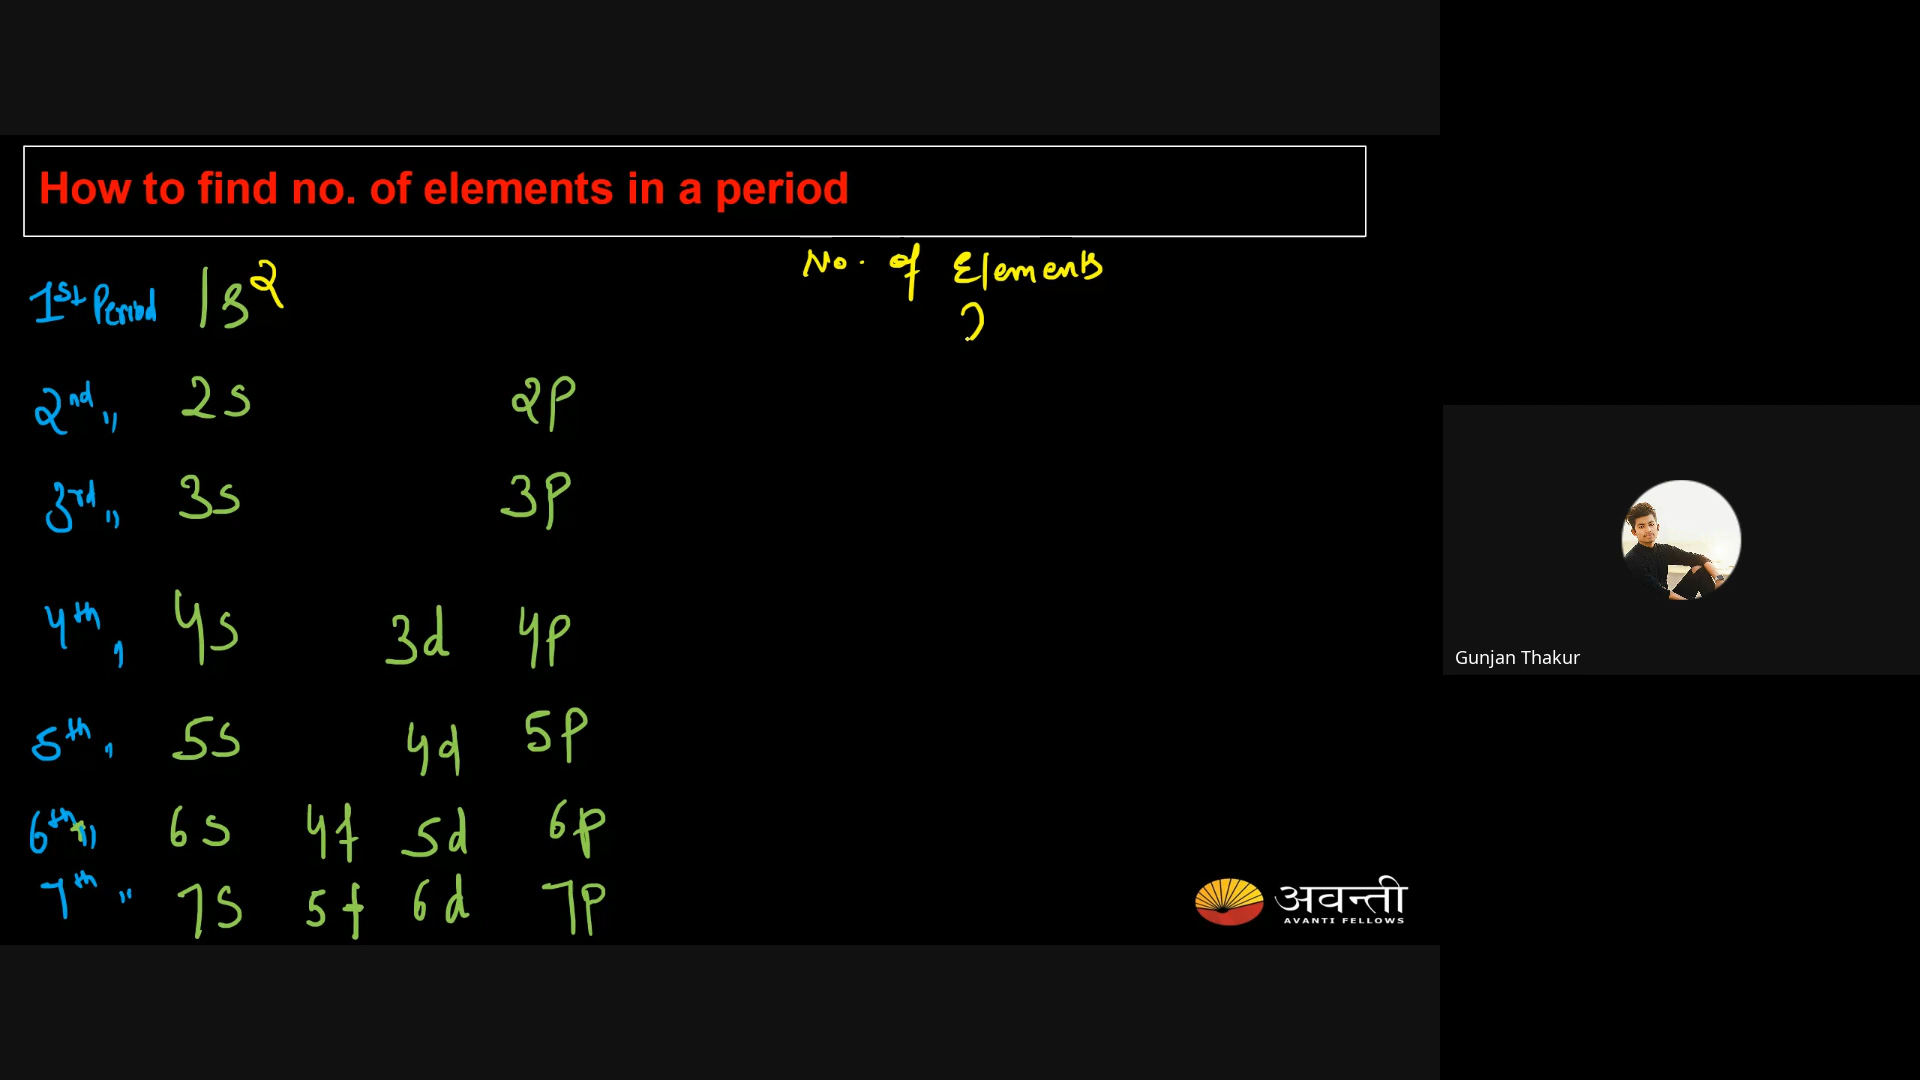 How to find no. of elements in a period
No. of Elements
1st Period 1s2
2
2nd ,, 2s 2p
3rd ,, 3s 3p
4th , 4s 3d 4p
5th , 5s 4d 5p
6th ,, 6s 4f 5d 6p
7th ,, 7s 5f 6d 7p
Gunjan Thakur
अवन्ती
AVANTI FELLOWS